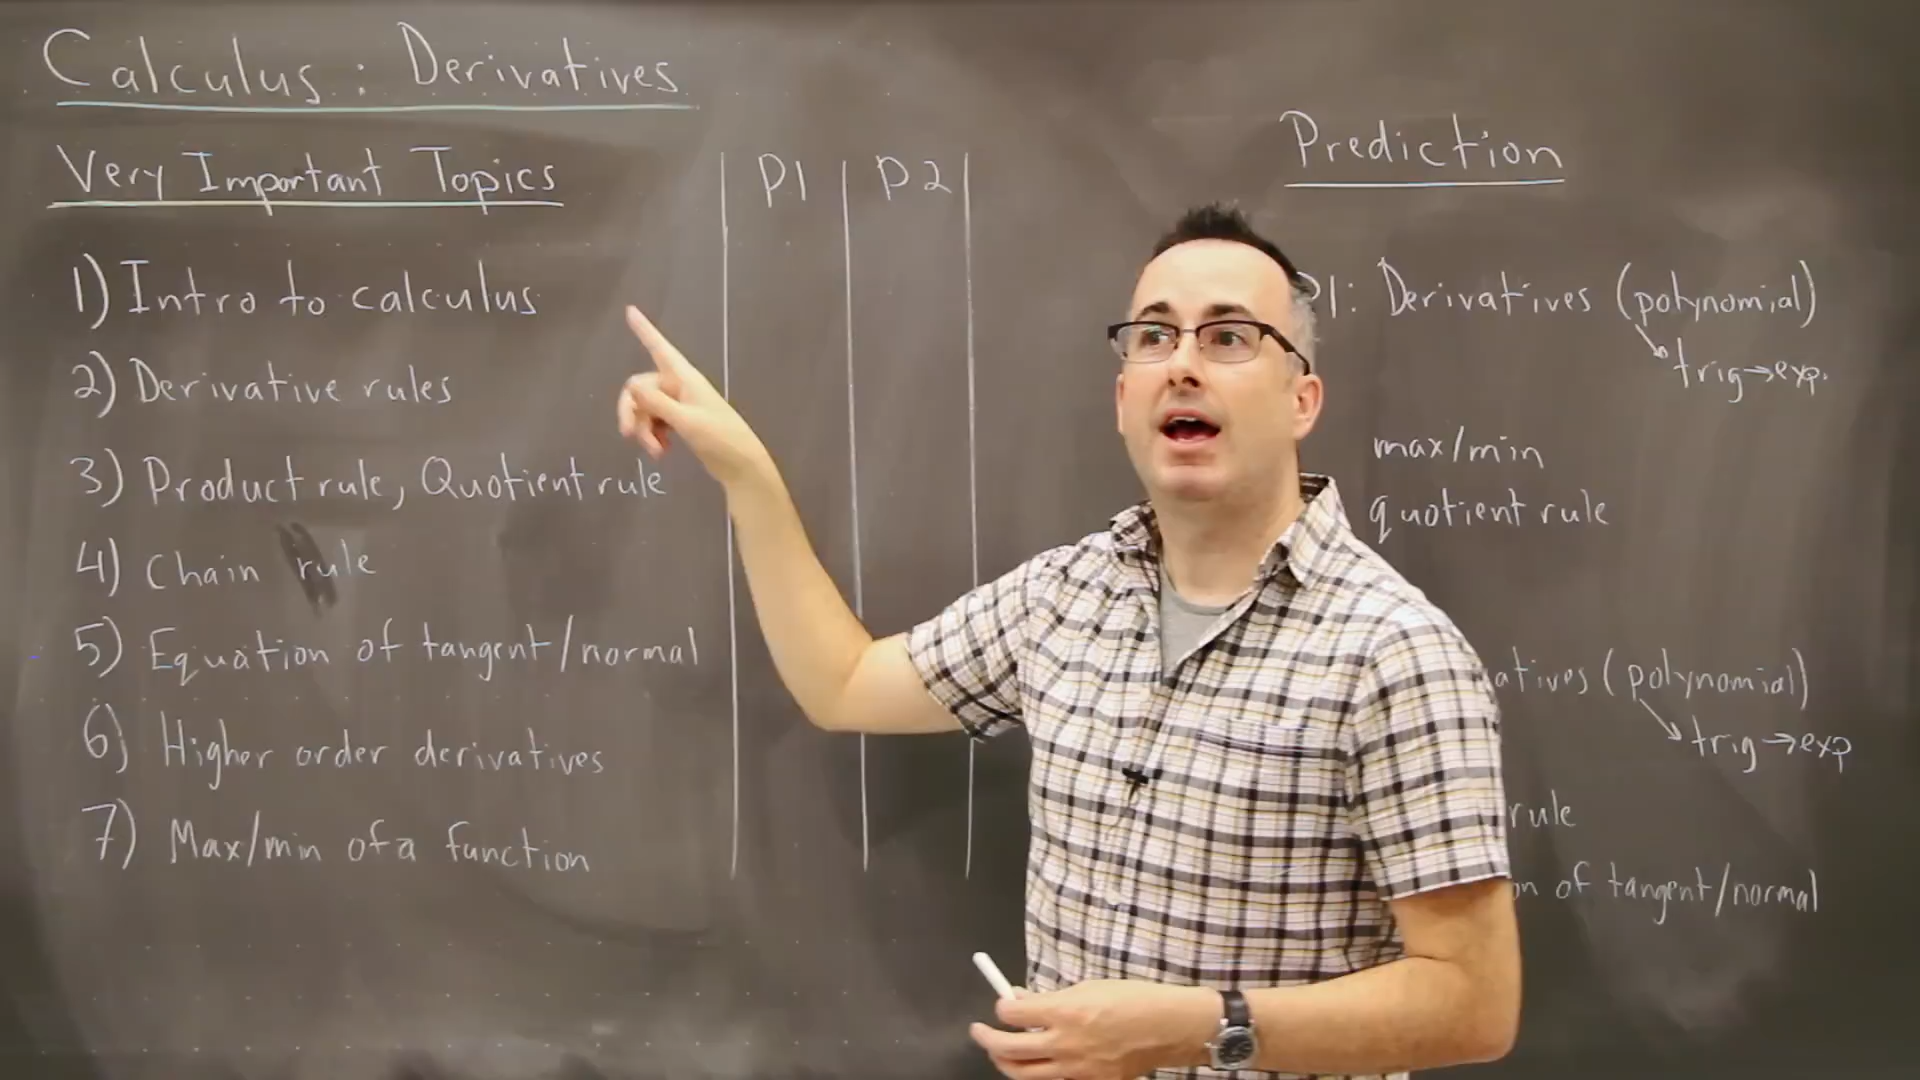 Calculus: Derivatives
Very Important Topics
P1 P2
1) Intro to calculus
2) Derivative rules
3) Product rule, Quotient rule
4) Chain rule
5) Equation of tangent/normal
6) Higher order derivatives
7) Max/min of a function
Prediction
P1: Derivatives (polynomial)
trig→exp.
max/min
quotient rule
atives (polynomial)
trig→exp
rule
on of tangent/normal